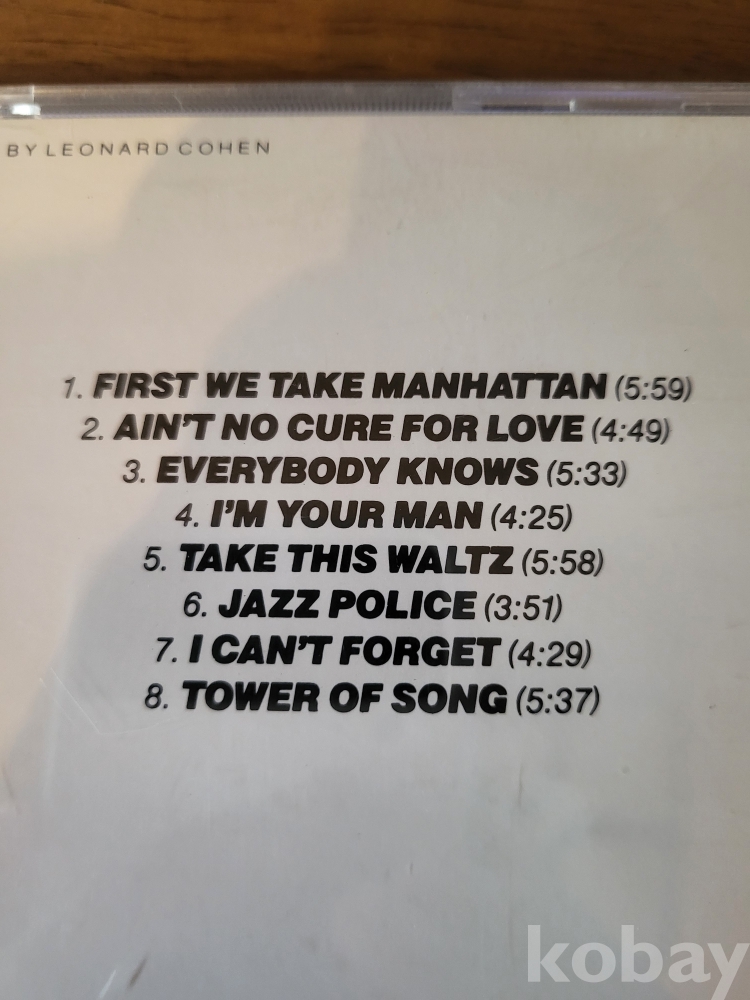 BY LEONARD COHEN
1. FIRST WE TAKE MANHATTAN (5:59)
2. AIN'T NO CURE FOR LOVE (4:49)
3. EVERYBODY KNOWS (5:33)
4. I'M YOUR MAN (4:25)
5. TAKE THIS WALTZ (5:58)
6. JAZZ POLICE (3:51)
7. I CAN'T FORGET (4:29)
8. TOWER OF SONG (5:37)
kobay